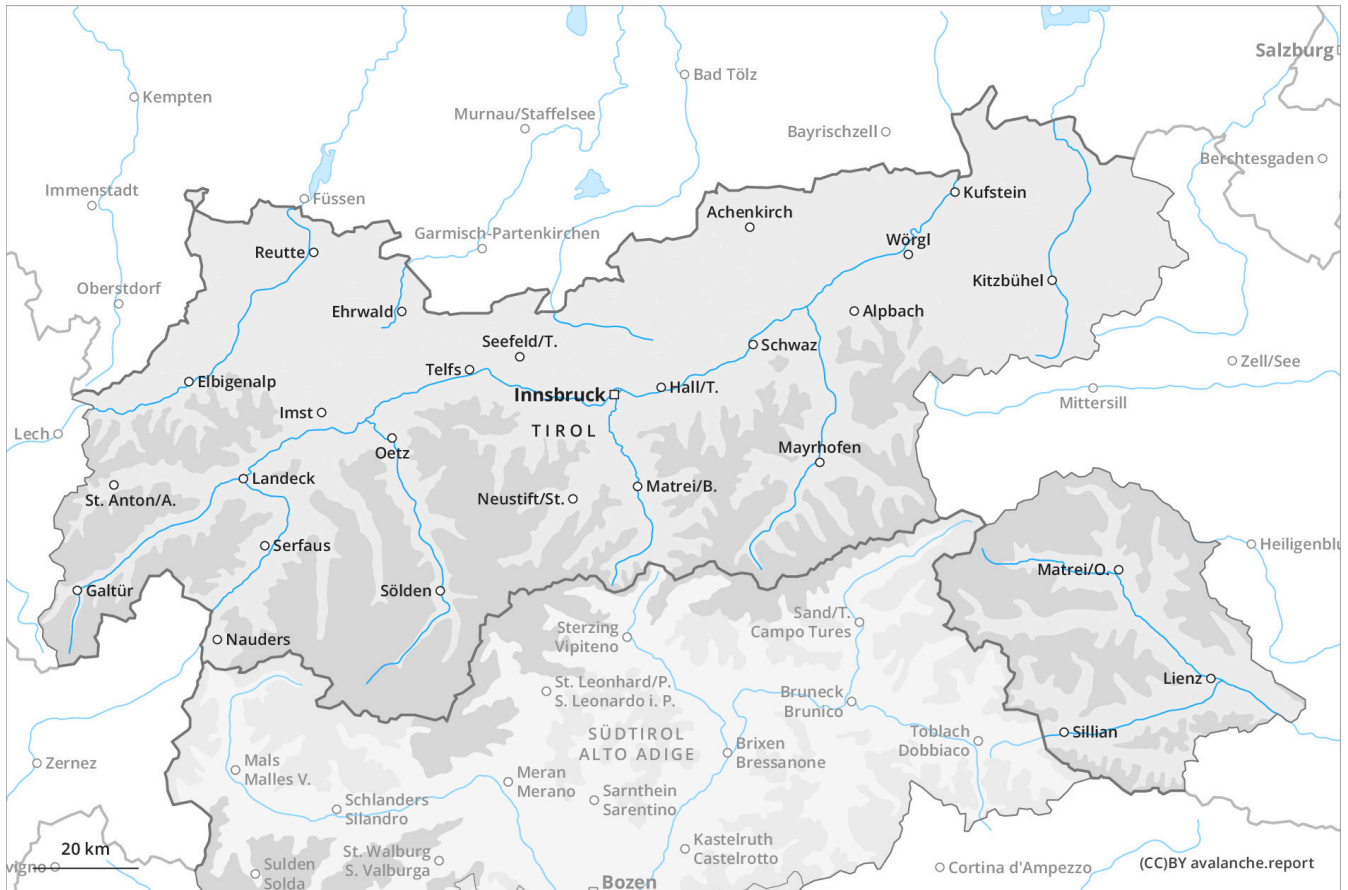 Salzburg
Bad Tölz
Kempten
Murnau/Staffelsee
Bayrischzell
Berchtesgaden
Immenstadt
Füssen
Kufstein
Achenkirch
Garmisch-Partenkirchen
Wörgl
Reutte
Kitzbühel
Oberstdorf
Ehrwald
Alpbach
Seefeld/T.
Schwaz
Zell/See
Telfs
Elbigenalp
Hall/T.
Innsbruck
Mittersill
Imst
TIROL
Lech
Oetz
Mayrhofen
Landeck
Matrei/B.
St. Anton/A.
Neustift/St.
Serfaus
Heiligenblu
Matrei/O.
Galtür
Sölden
Sand/T.
Campo Tures
Nauders
Sterzing
Vipiteno
Lienz
St. Leonhard/P.
S. Leonardo i. P.
Bruneck
Brunico
SÜDTIROL
ALTO ADIGE
Toblach
Dobbiaco
Sillian
Brixen
Bressanone
Zernez
Mals
Malles V.
Meran
Merano
Sarnthein
Sarentino
Schlanders
Silandro
Kastelruth
Castelrotto
20 km
St. Walburg
S. Valburga
vigno
Sulden
Solda
Cortina d'Ampezzo
(CC)BY avalanche.report
Bozen